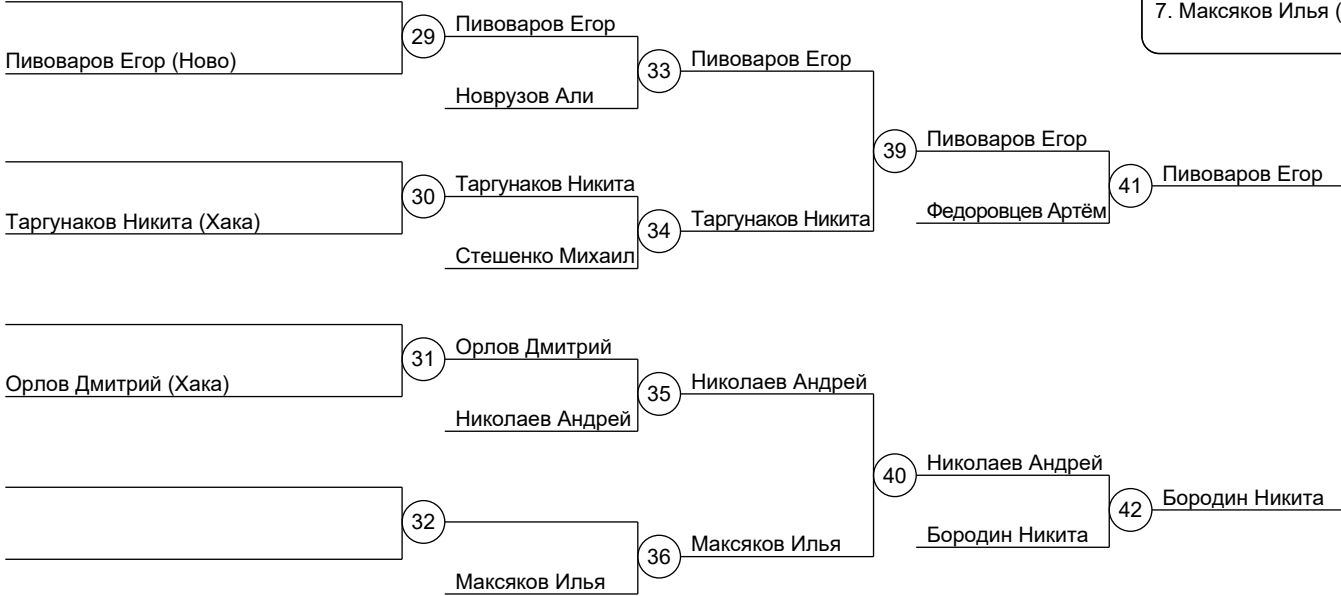 7. Максяков Илья (
29
Пивоваров Егор
Пивоваров Егор (Ново)
33
Пивоваров Егор
Новрузов Али
39
Пивоваров Егор
30
Таргунаков Никита
41
Пивоваров Егор
Таргунаков Никита (Хака)
34
Таргунаков Никита
Федоровцев Артём
Стешенко Михаил
31
Орлов Дмитрий
Орлов Дмитрий (Хака)
35
Николаев Андрей
Николаев Андрей
40
Николаев Андрей
42
Бородин Никита
32
Бородин Никита
36
Максяков Илья
Максяков Илья